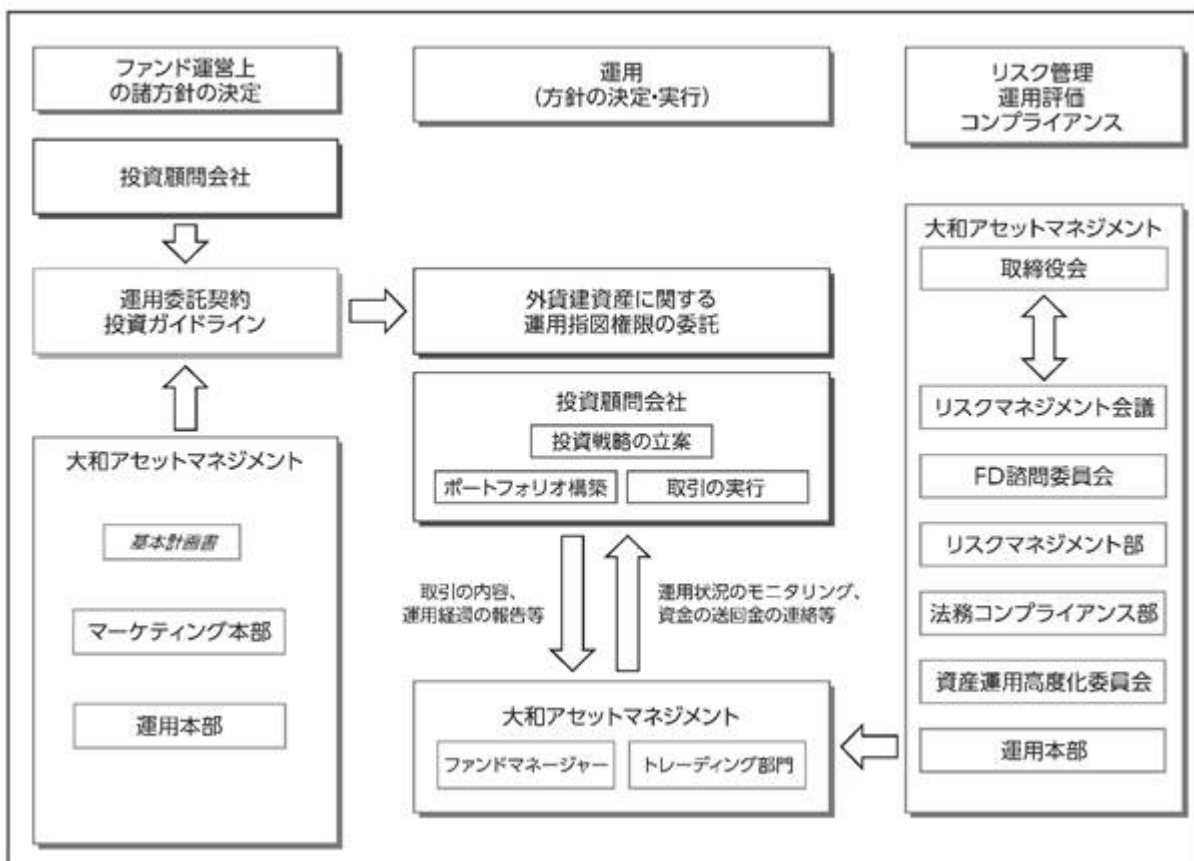 ファンド運営上
の諸方針の決定
運用
(方針の決定・実行)
リスク管理
運用評価
コンプライアンス
投資顧問会社
運用委託契約
投資ガイドライン
大和アセットマネジメント
基本計画書
マーケティング本部
運用本部
外貨建資産に関する
運用指図権限の委託
投資顧問会社
投資戦略の立案
ポートフォリオ構築
取引の実行
取引の内容、
運用経過の報告等
運用状況のモニタリング、
資金の送回金の連絡等
大和アセットマネジメント
ファンドマネージャー
トレーディング部門
大和アセットマネジメント
取締役会
リスクマネジメント会議
FD諮問委員会
リスクマネジメント部
法務コンプライアンス部
資産運用高度化委員会
運用本部